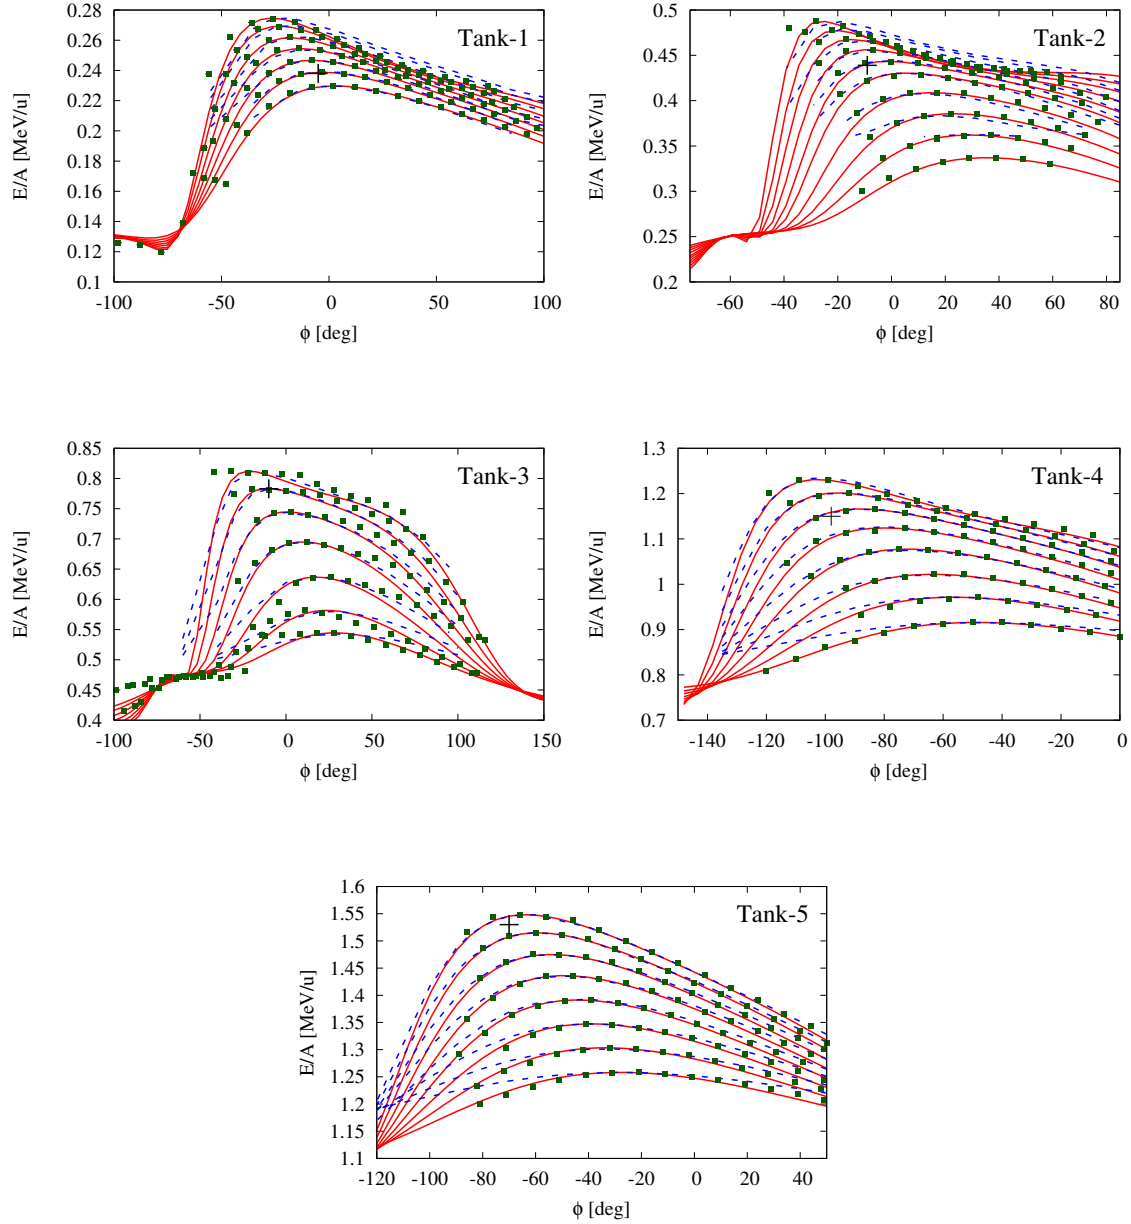 Tank-1
E/A [MeV/u]
0.28
0.26
0.24
0.22
0.2
0.18
0.16
0.14
0.12
0.1
-100 -50 0 50 100
ϕ [deg]
Tank-2
E/A [MeV/u]
0.5
0.45
0.4
0.35
0.3
0.25
0.2
-60 -40 -20 0 20 40 60 80
ϕ [deg]
Tank-3
E/A [MeV/u]
0.85
0.8
0.75
0.7
0.65
0.6
0.55
0.5
0.45
0.4
-100 -50 0 50 100 150
ϕ [deg]
Tank-4
E/A [MeV/u]
1.3
1.2
1.1
1
0.9
0.8
0.7
-140 -120 -100 -80 -60 -40 -20 0
ϕ [deg]
Tank-5
E/A [MeV/u]
1.6
1.55
1.5
1.45
1.4
1.35
1.3
1.25
1.2
1.15
1.1
-120 -100 -80 -60 -40 -20 0 20 40
ϕ [deg]